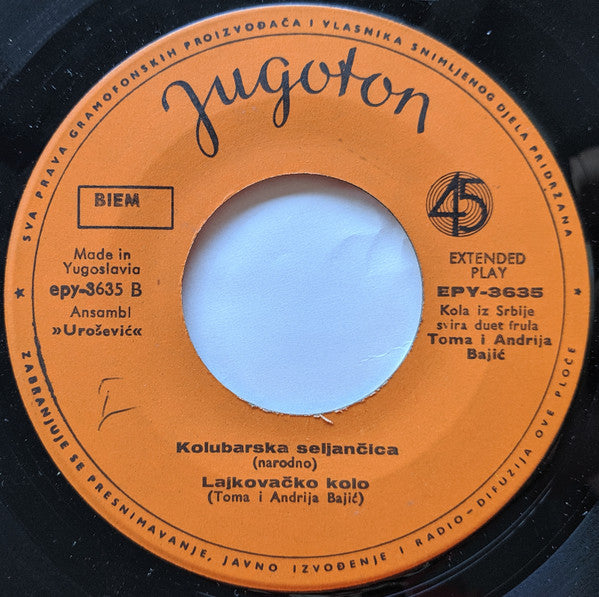 SVA PRAVA GRAMOFONSKIH PROIZVOĐAČA I VLASNIKA SNIMLJENOG DJELA PRIDRŽANA
Jugoton
BIEM
45
Made in
Yugoslavia
epy-3635 B
Ansambl
»Urošević«
EXTENDED
PLAY
EPY-3635
Kola iz Srbije
svira duet frula
Toma i Andrija
Bajić
Kolubarska seljančica
(narodno)
Lajkovačko kolo
(Toma i Andrija Bajić)
ZABRANJUJE SE PRESNIMAVANJE, JAVNO IZVOĐENJE I RADIO-DIFUZIJA OVE PLOČE